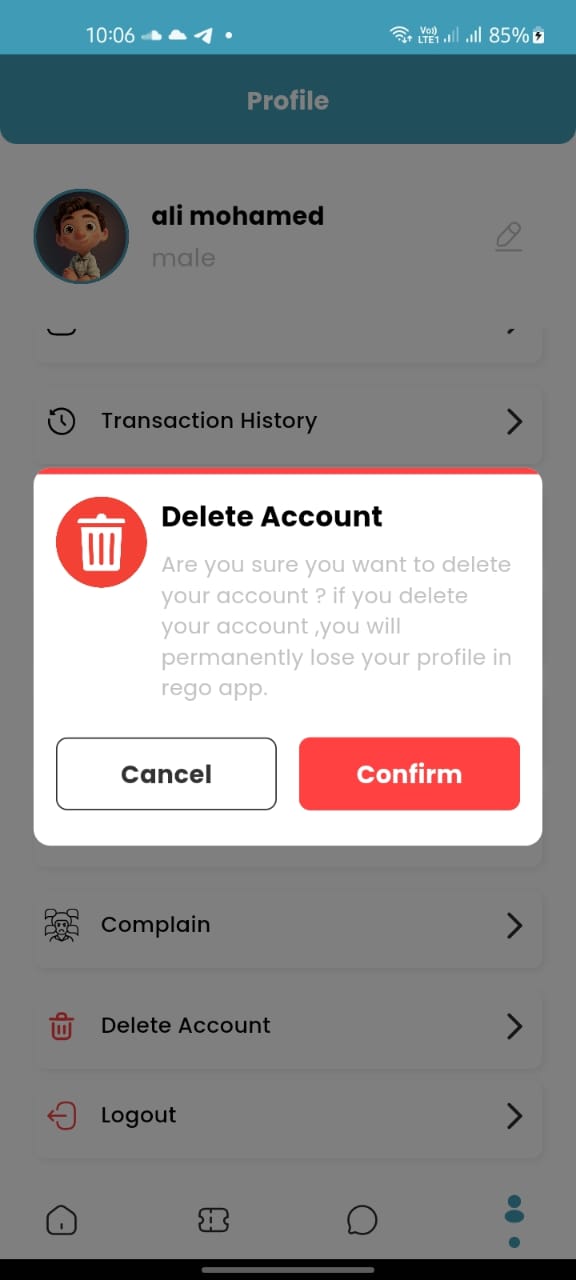 10:06
Vo)) LTE1 85%
Profile
ali mohamed
male
Transaction History
Delete Account
Are you sure you want to delete
your account ? if you delete
your account ,you will
permanently lose your profile in
rego app.
Cancel Confirm
Complain
Delete Account
Logout